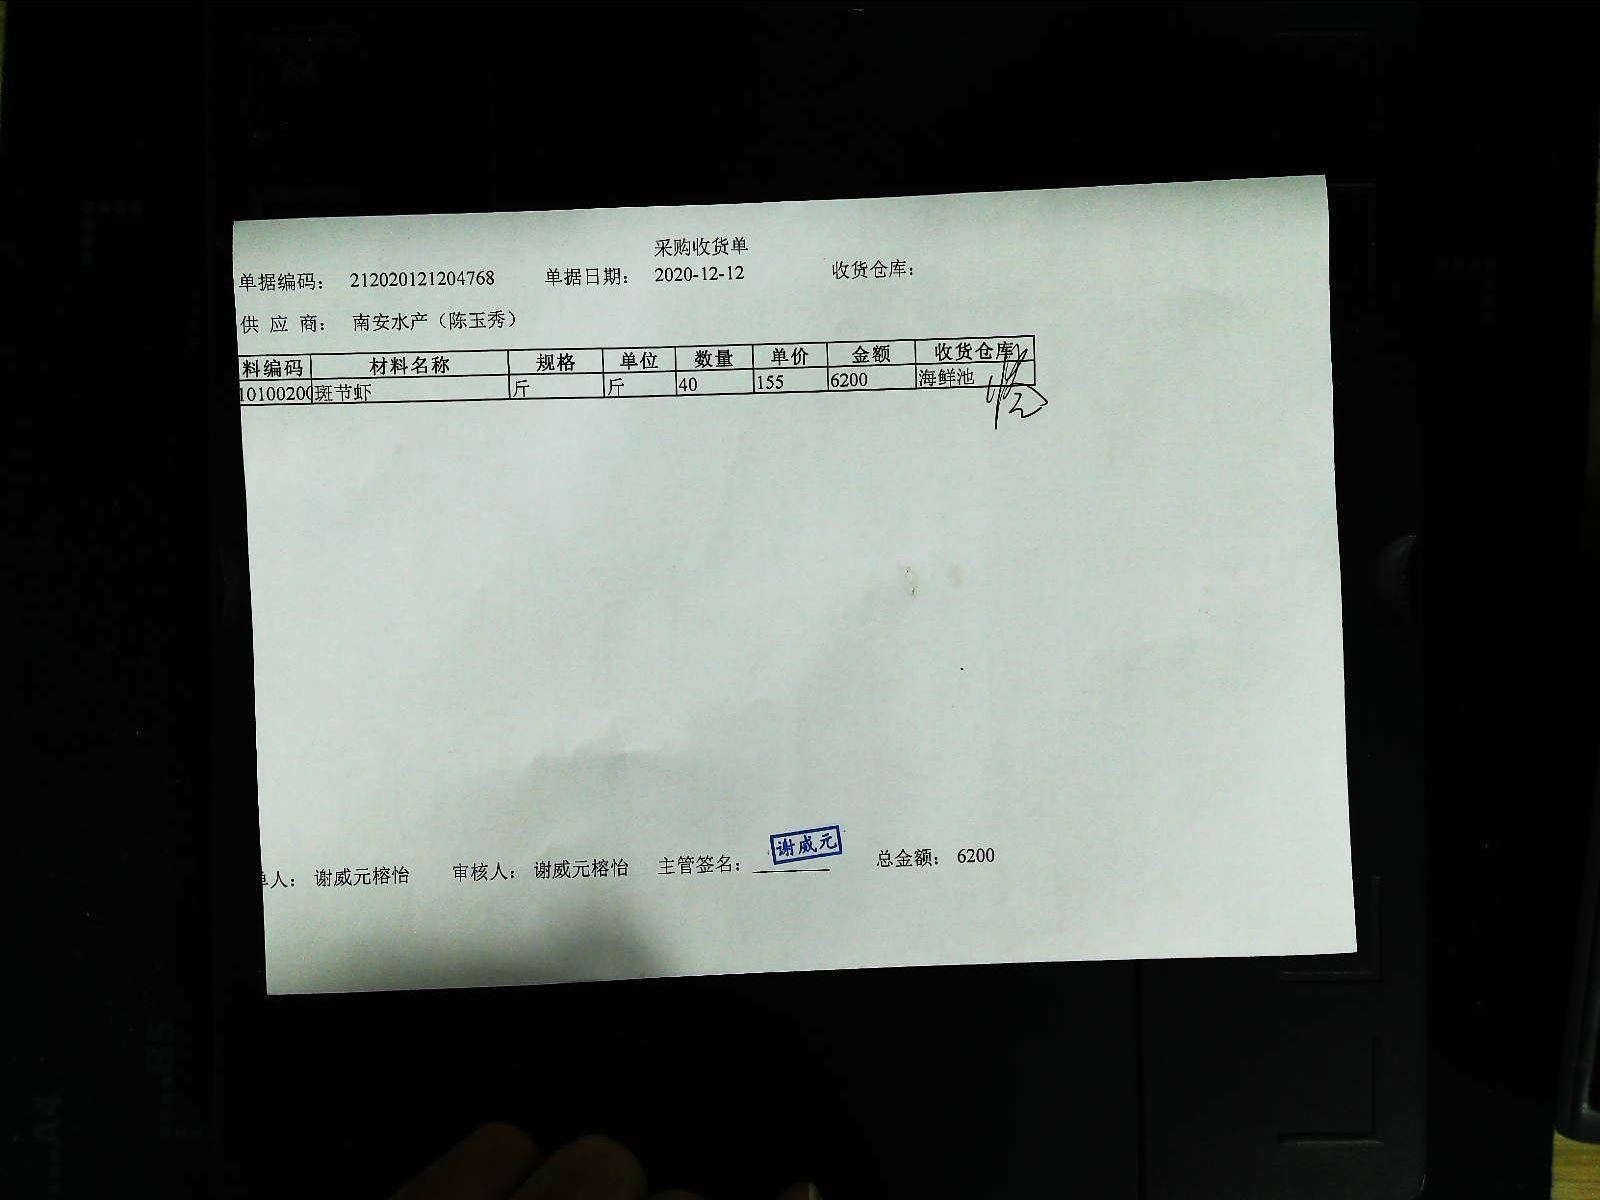 采购收货单
单据编码： 212020121204768 单据日期： 2020-12-12 收货仓库：
供 应 商： 南安水产（陈玉秀）
料编码 材料名称 规格 单位 数量 单价 金额 收货仓库
10100200 斑节虾 斤 斤 40 155 6200 海鲜池
单人： 谢威元榕怡 审核人： 谢威元榕怡 主管签名： 谢威元 总金额： 6200